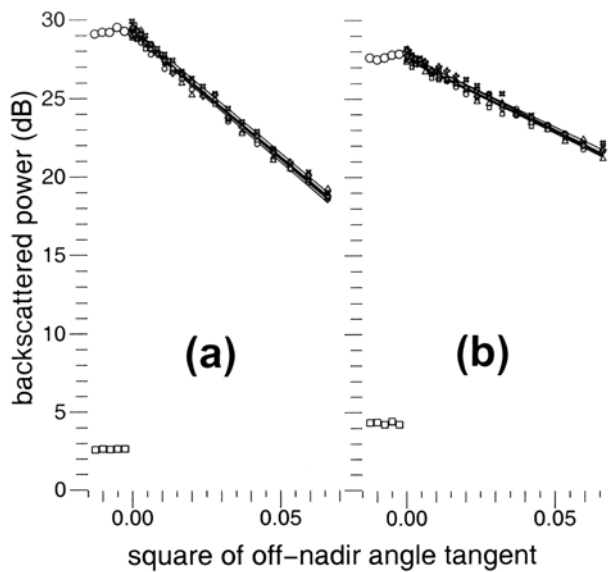 30
25
20
15
10
5
0
backscattered power (dB)
(a)
(b)
0.00 0.05 0.00 0.05
square of off-nadir angle tangent